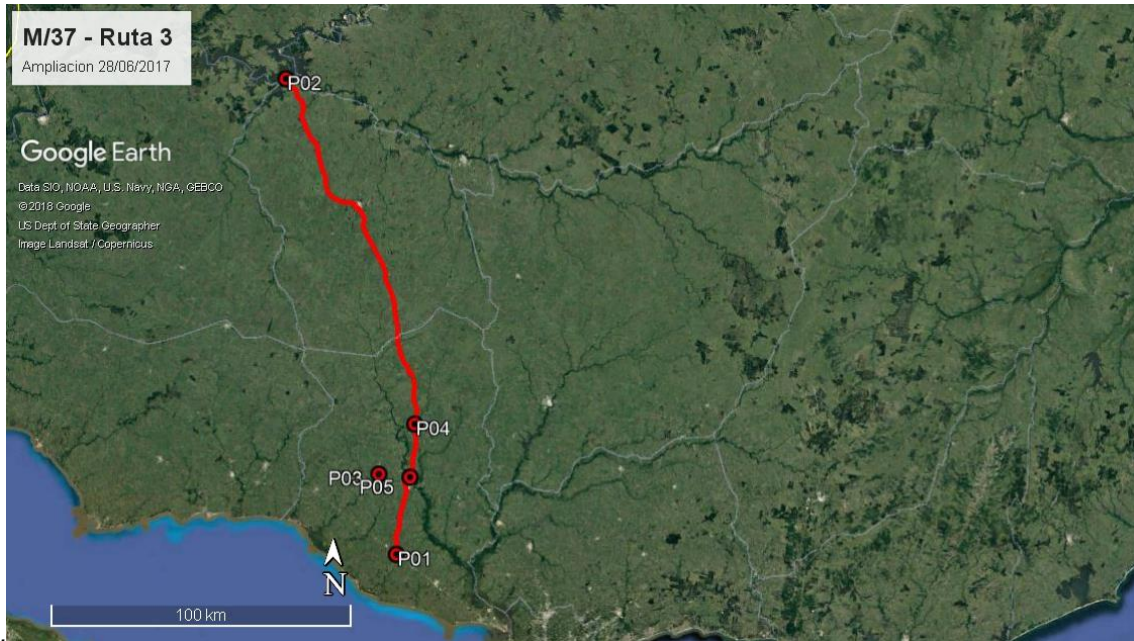 M/37 - Ruta 3
Ampliacion 28/06/2017
P02
Google Earth
Data SIO, NOAA, U.S. Navy, NGA, GEBCO
©2018 Google
US Dept of State Geographer
Image Landsat / Copernicus
P04
P03
P05
P01
N
100 km